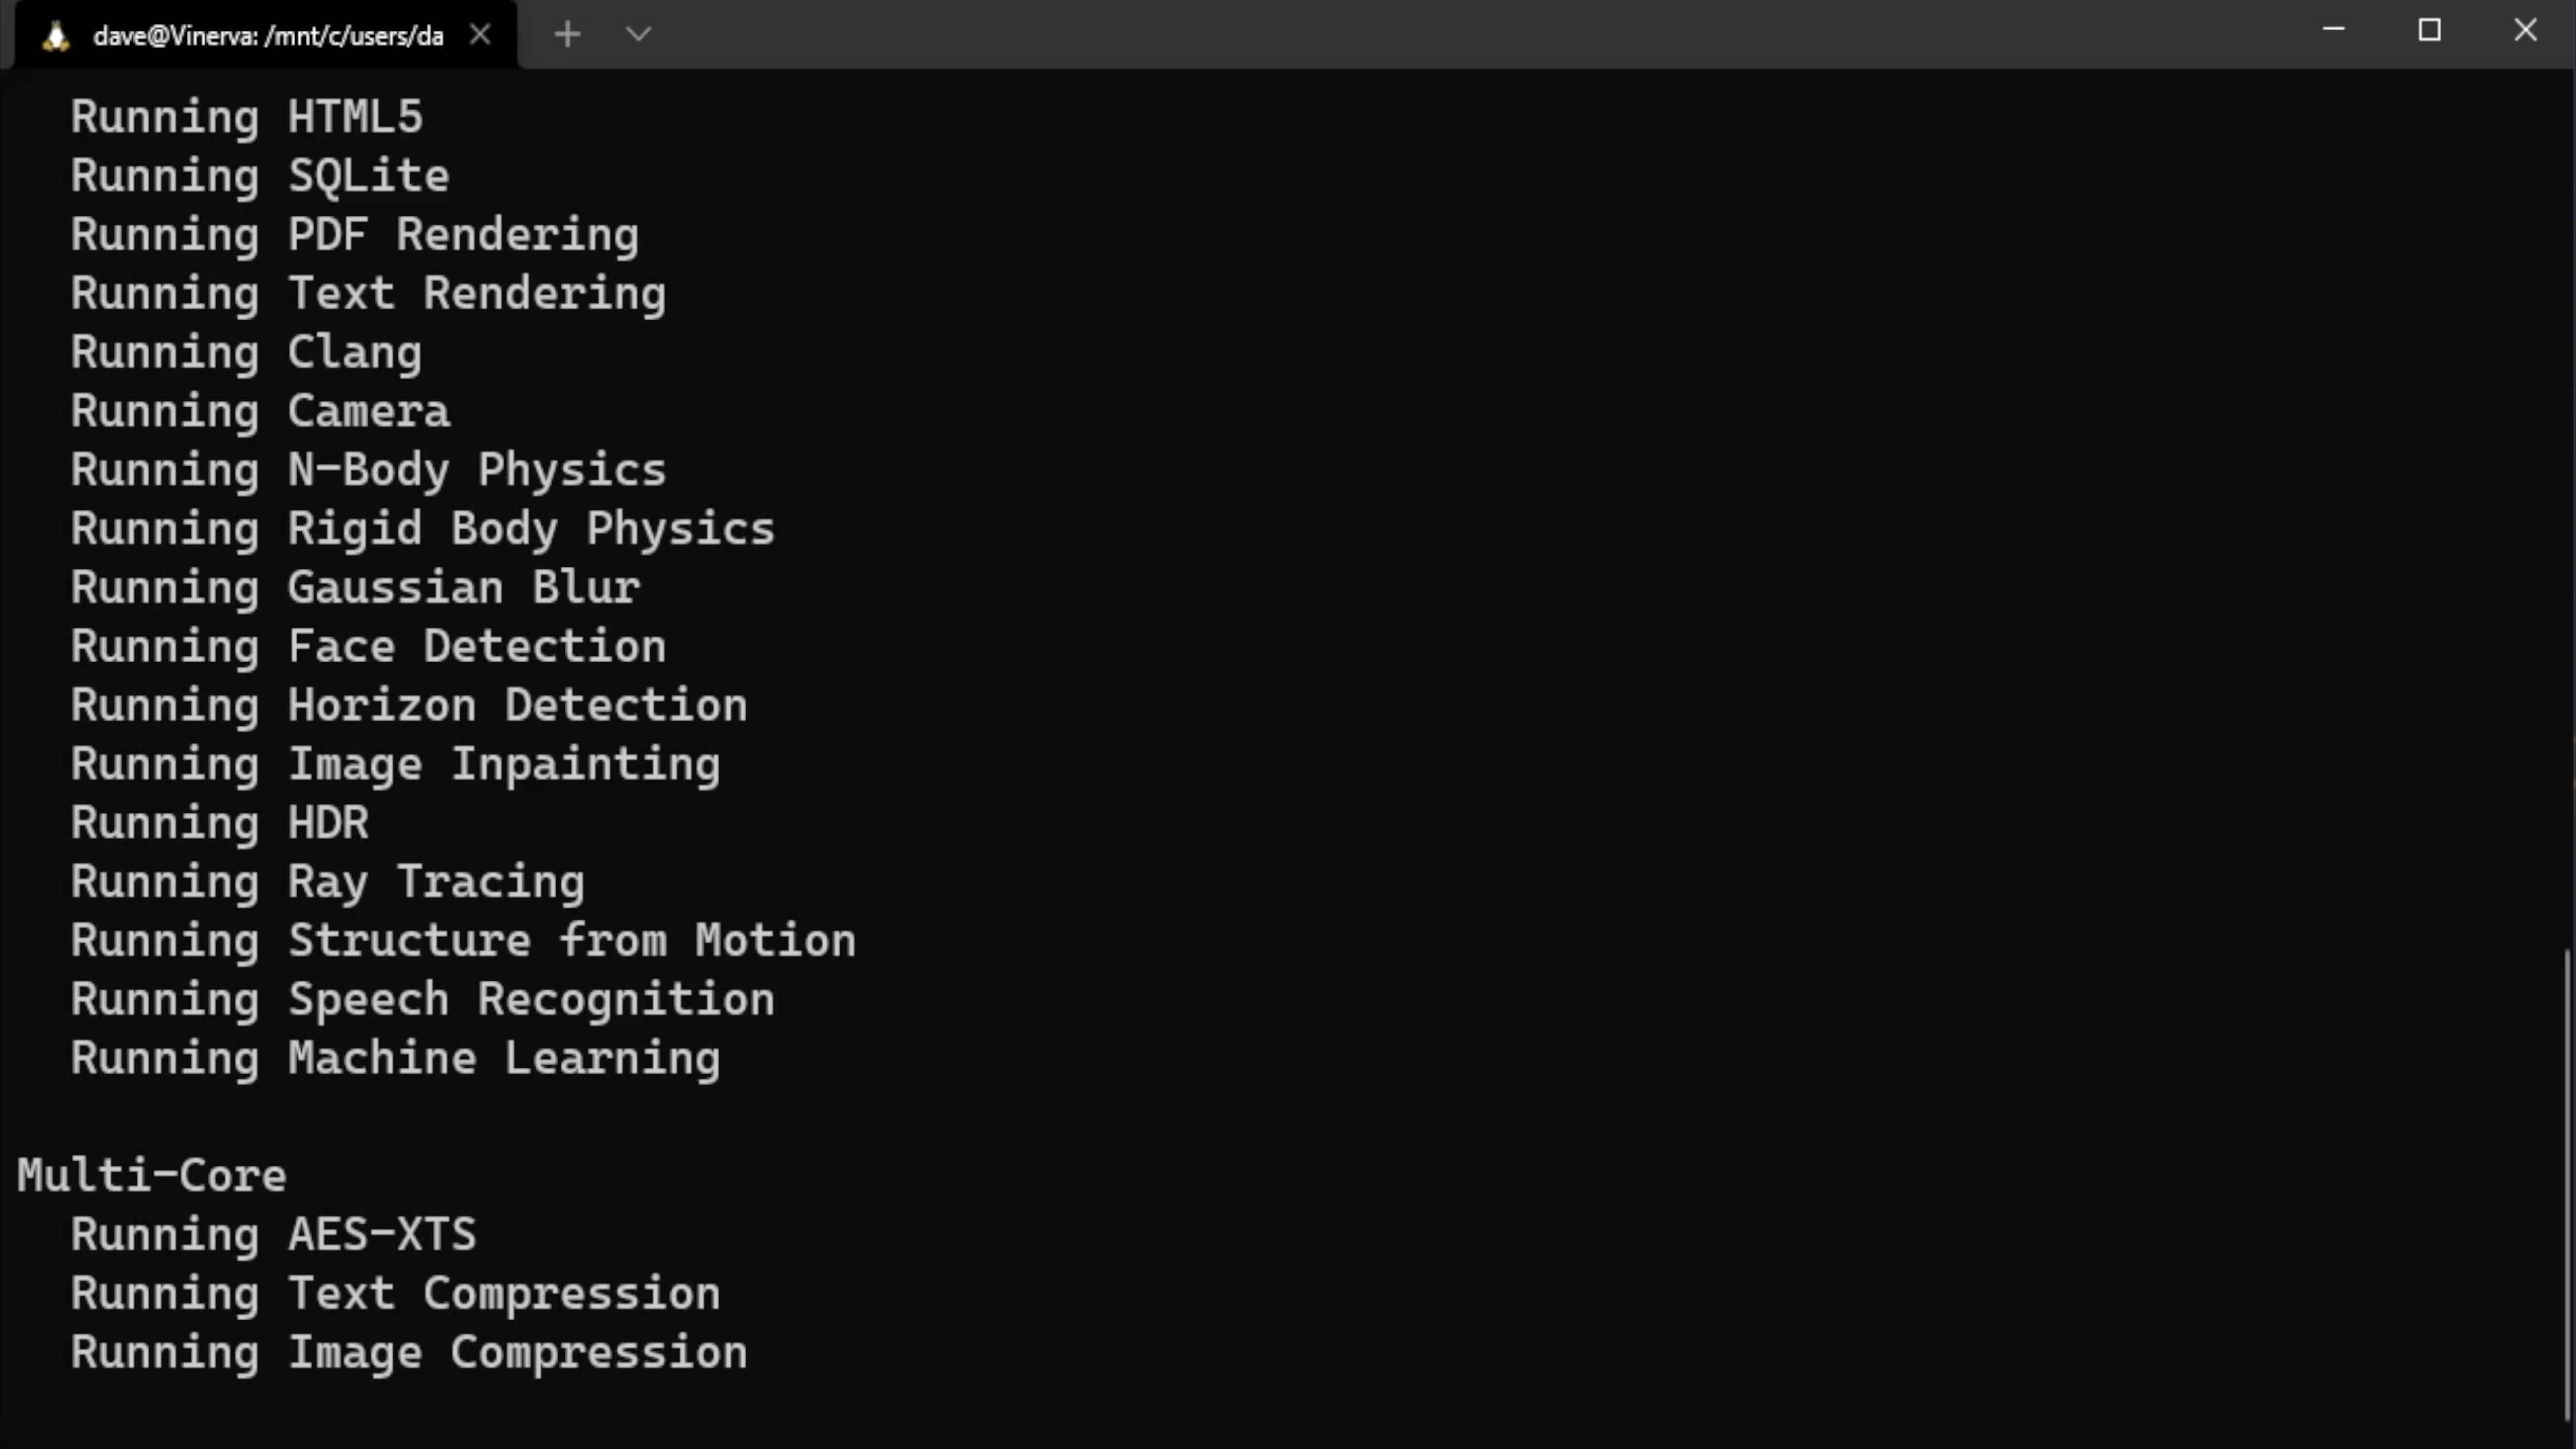 dave@Vinerva: /mnt/c/users/da
Running HTML5
Running SQLite
Running PDF Rendering
Running Text Rendering
Running Clang
Running Camera
Running N-Body Physics
Running Rigid Body Physics
Running Gaussian Blur
Running Face Detection
Running Horizon Detection
Running Image Inpainting
Running HDR
Running Ray Tracing
Running Structure from Motion
Running Speech Recognition
Running Machine Learning
Multi-Core
Running AES-XTS
Running Text Compression
Running Image Compression